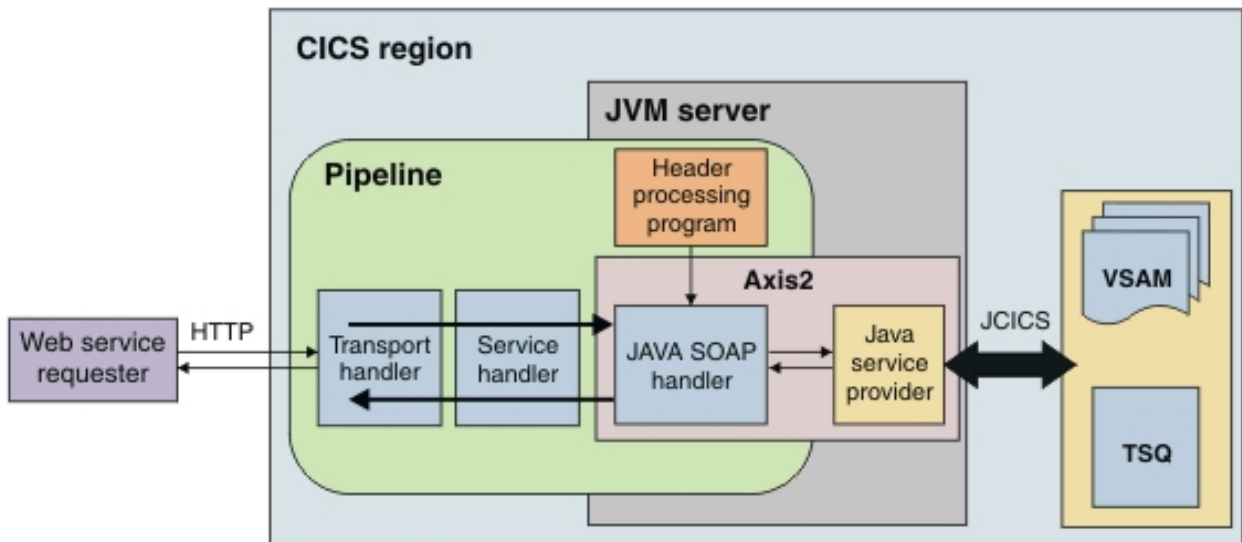 CICS region
JVM server
Pipeline
Header
processing
program
Axis2
HTTP
Web service
requester
Transport
handler
Service
handler
JAVA SOAP
handler
Java
service
provider
JCICS
VSAM
TSQ